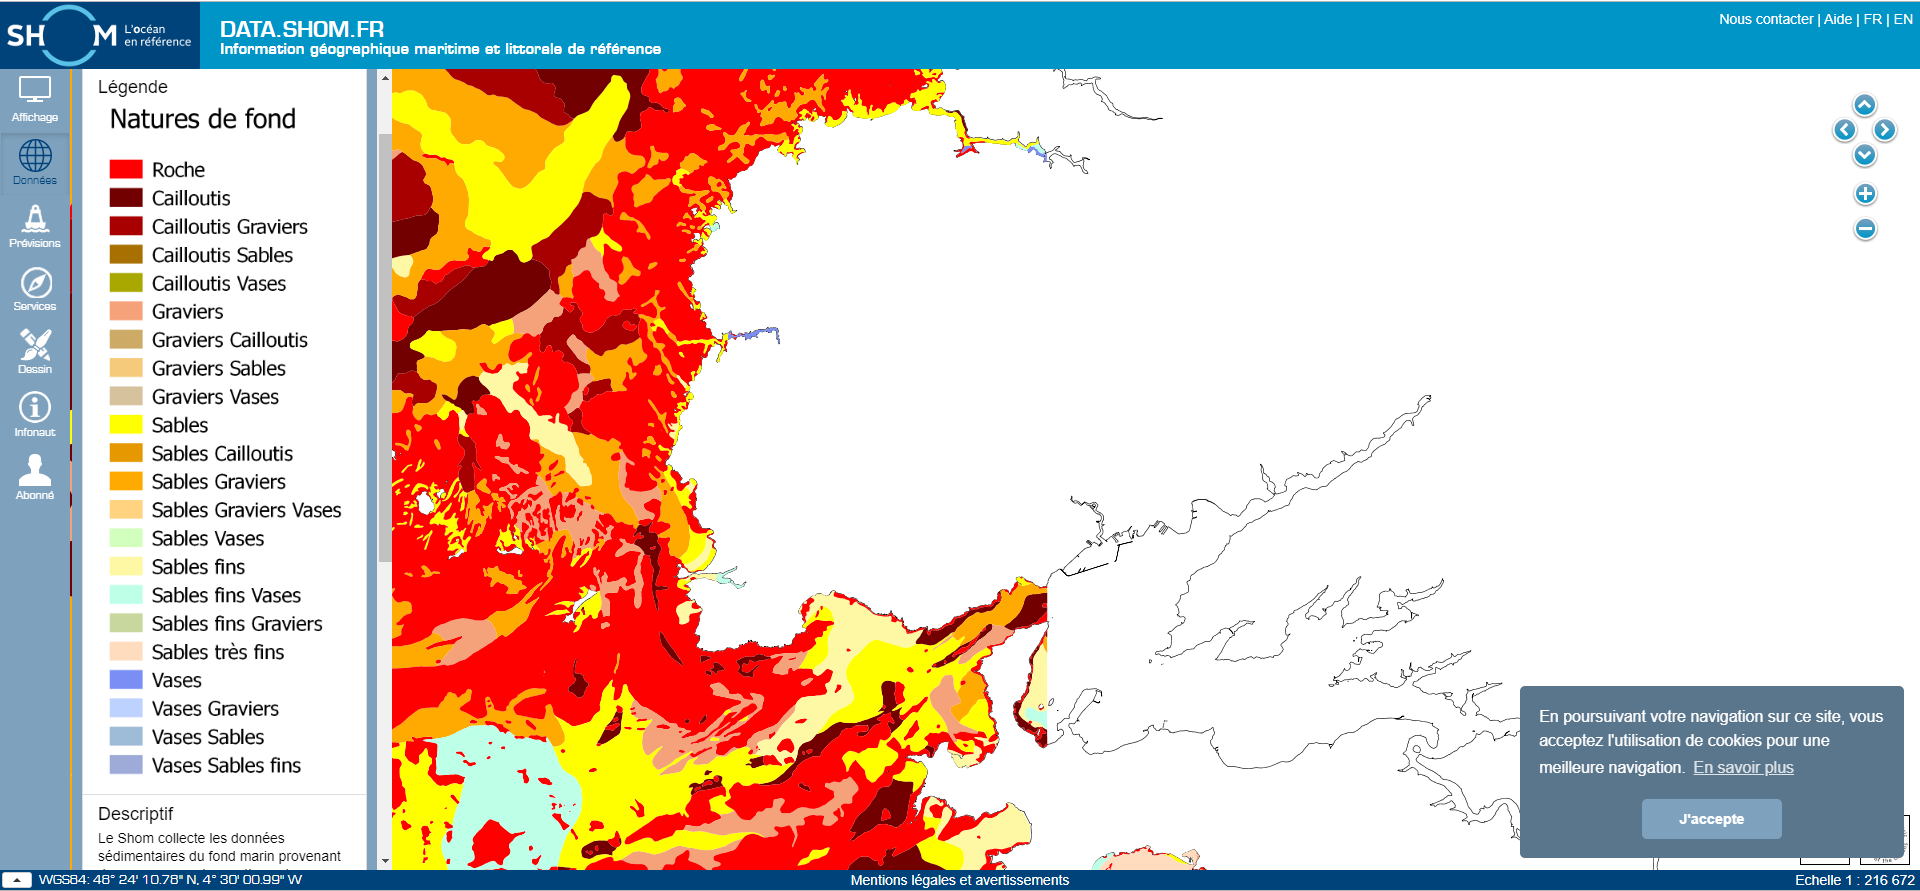 SHOM L'océan
en référence
DATA.SHOM.FR
Information géographique maritime et littorale de référence
Nous contacter | Aide | FR | EN
Affichage
Données
Prévisions
Services
Dessin
Infonaut
Abonné
Légende
Natures de fond
Roche
Cailloutis
Cailloutis Graviers
Cailloutis Sables
Cailloutis Vases
Graviers
Graviers Cailloutis
Graviers Sables
Graviers Vases
Sables
Sables Cailloutis
Sables Graviers
Sables Graviers Vases
Sables Vases
Sables fins
Sables fins Vases
Sables fins Graviers
Sables très fins
Vases
Vases Graviers
Vases Sables
Vases Sables fins
Descriptif
Le Shom collecte les données
sédimentaires du fond marin provenant
En poursuivant votre navigation sur ce site, vous
acceptez l'utilisation de cookies pour une
meilleure navigation. En savoir plus
J'accepte
WGS84: 48° 24' 10.78" N, 4° 30' 00.99" W
Mentions légales et avertissements
Echelle 1 : 216 672